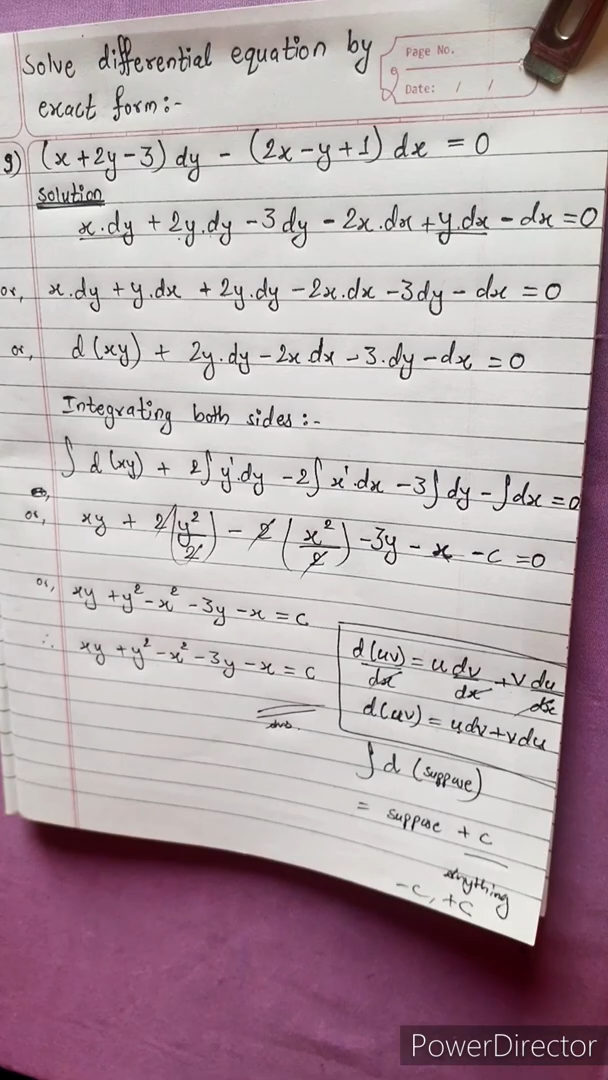 Solve differential equation by
exact form:-
Page No.
Date: / /
9) (x+2y-3) dy - (2x-y+1) dx = 0
Solution
x.dy + 2y.dy - 3dy - 2x.dx + y.dx - dx = 0
or, x.dy + y.dx + 2y.dy - 2x.dx - 3dy - dx = 0
or, d(xy) + 2y.dy - 2x dx - 3.dy - dx = 0
Integrating both sides:-
∫d(xy) + 2∫y¹.dy - 2∫x¹.dx - 3∫dy - ∫dx = 0
or, xy + 2(y²/2) - 2(x²/2) - 3y - x - c = 0
or, xy + y² - x² - 3y - x = c
∴ xy + y² - x² - 3y - x = c
d(uv)/dx = u dv/dx + v du/dx
d(uv) = udv + vdu
∫d (suppose)
= suppose + c
anything
-c, +c
PowerDirector